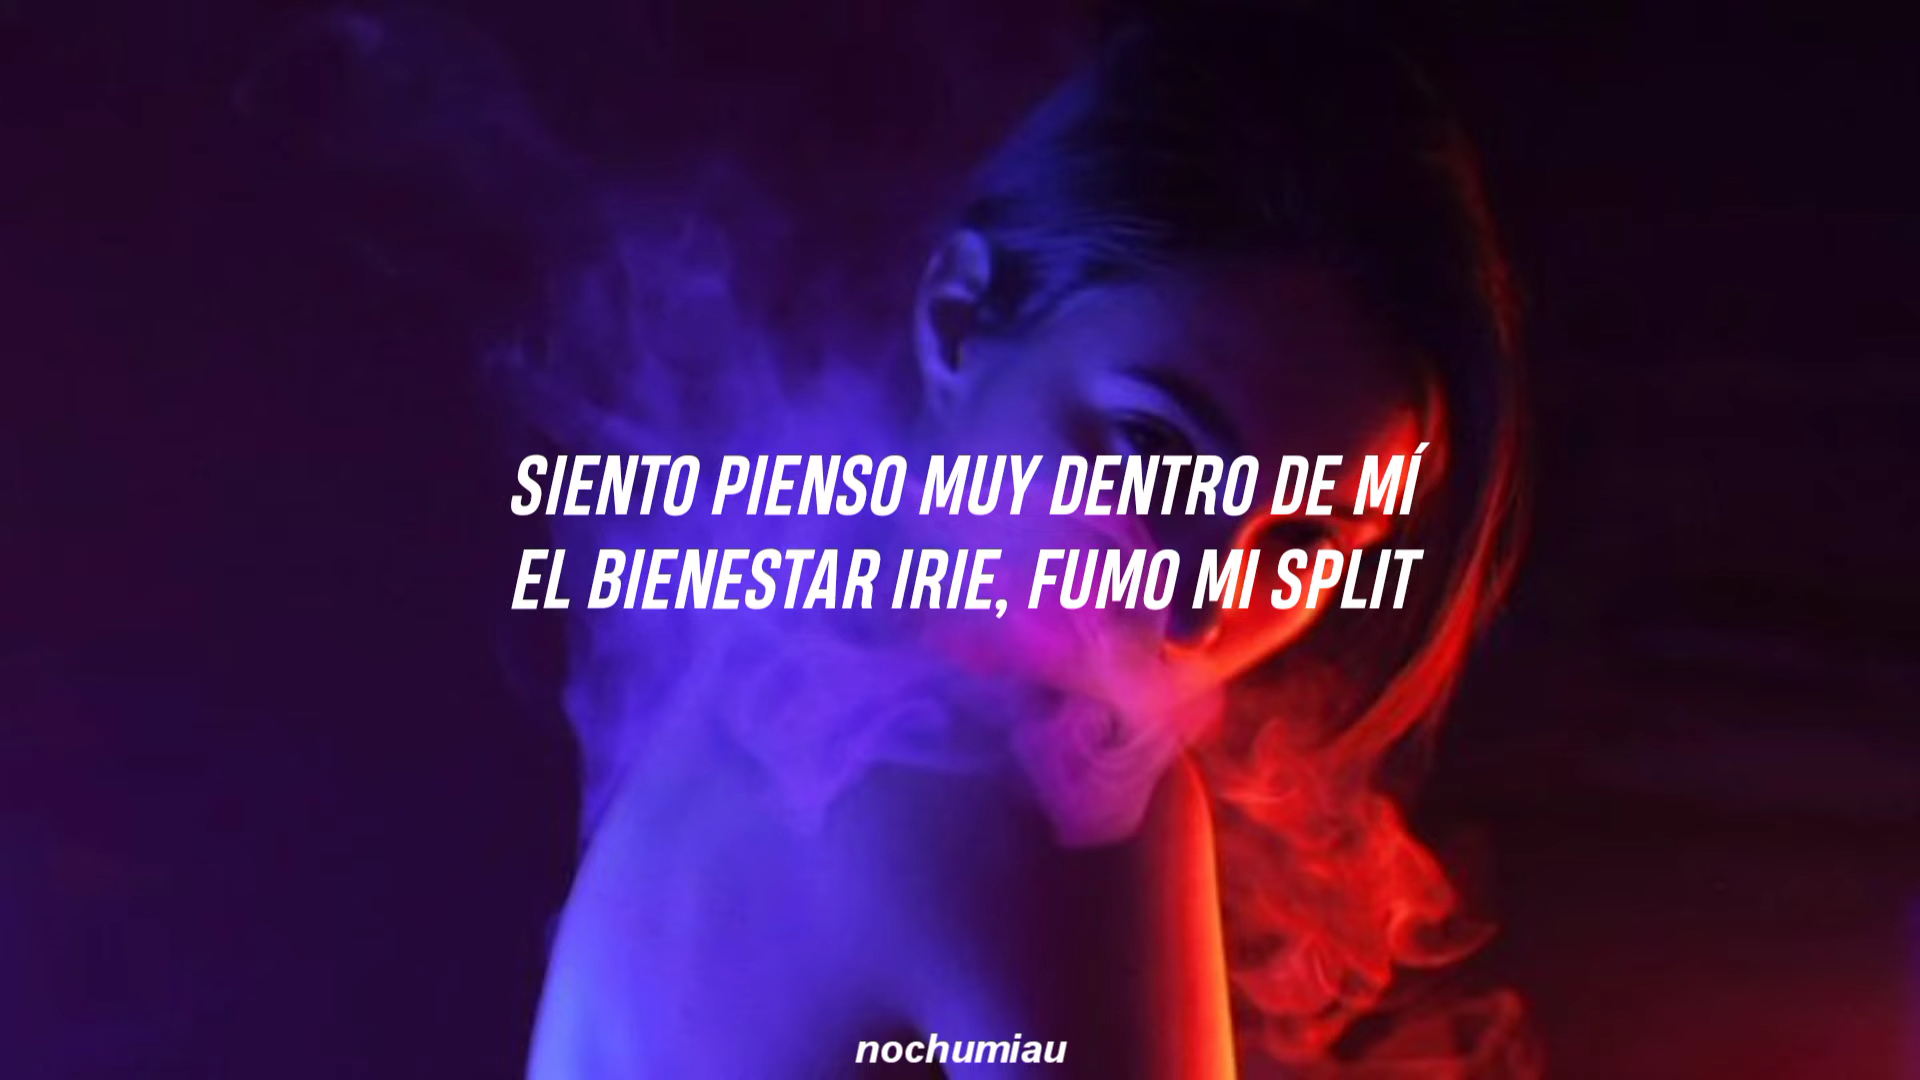 SIENTO PIENSO MUY DENTRO DE MÍ
EL BIENESTAR IRIE, FUMO MI SPLIT
nochumiau